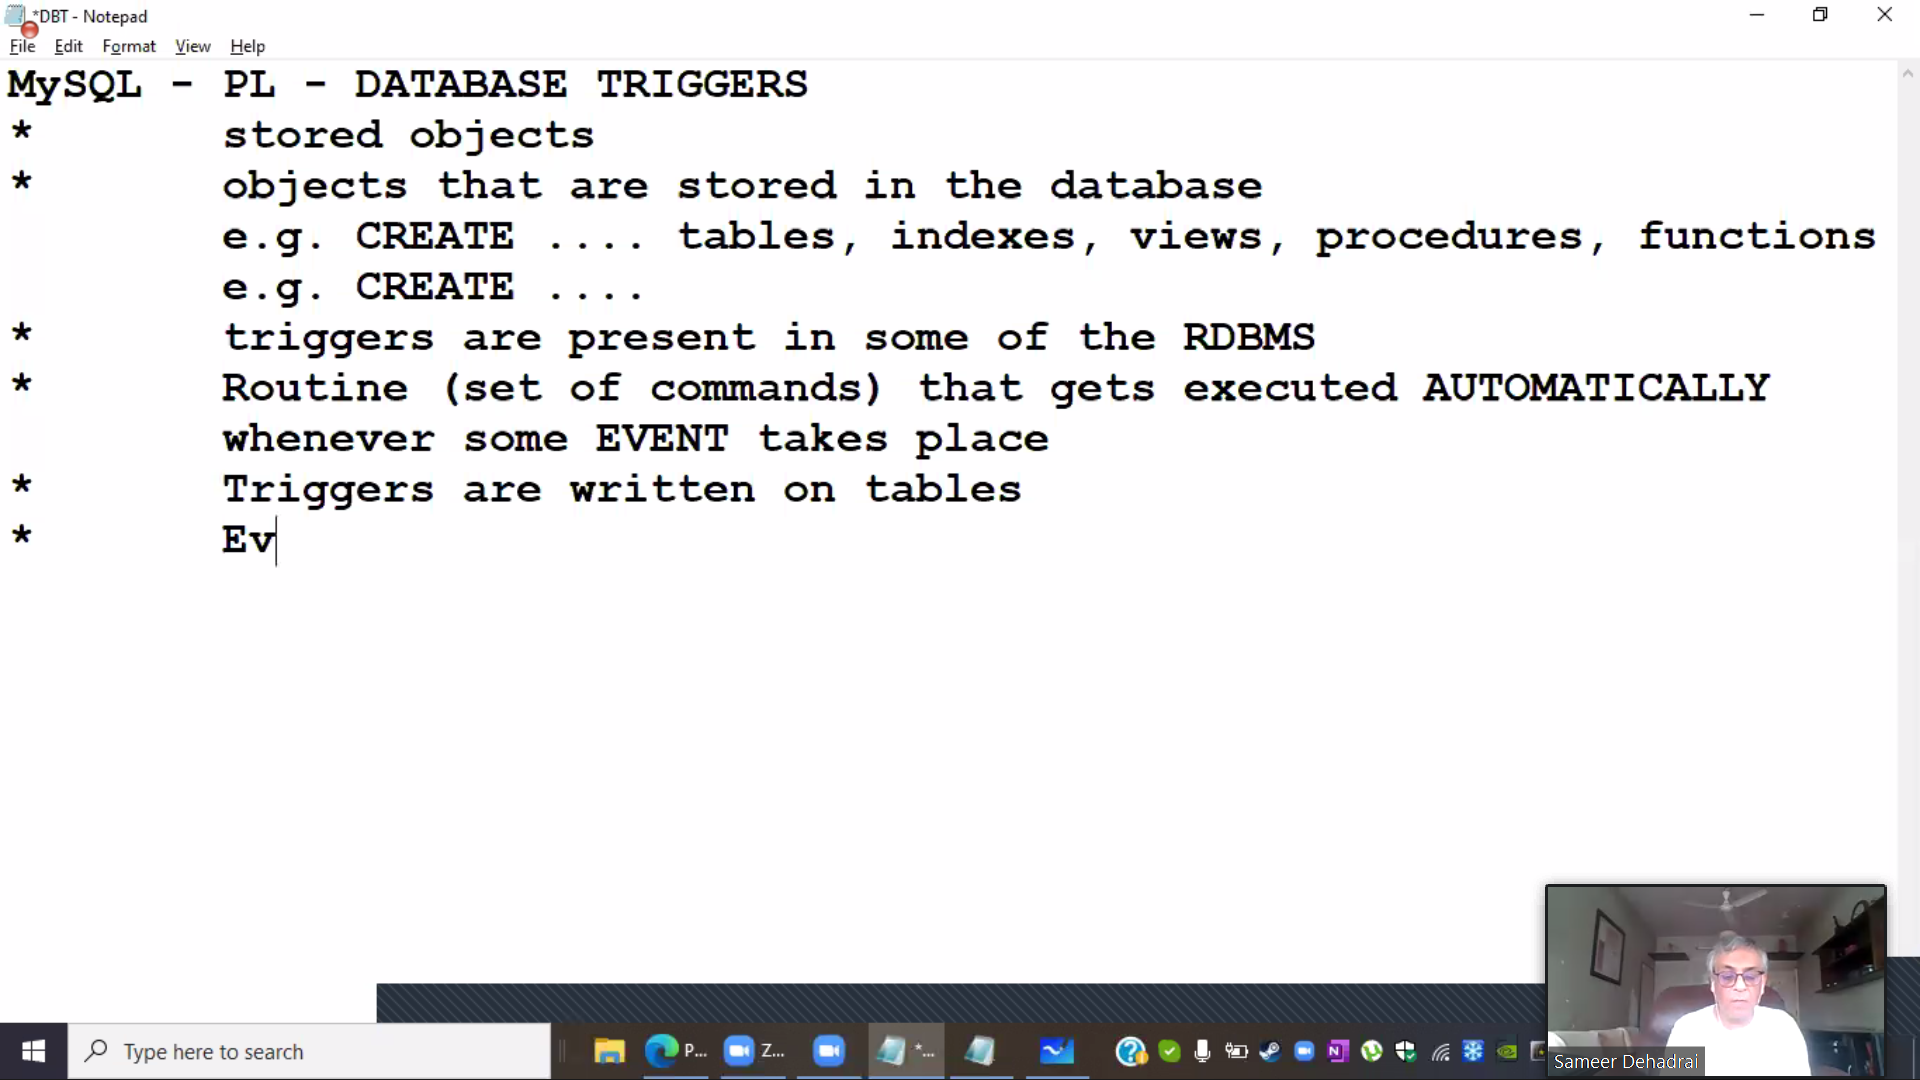 *DBT - Notepad
File Edit Format View Help
MySQL - PL - DATABASE TRIGGERS
* stored objects
* objects that are stored in the database
e.g. CREATE .... tables, indexes, views, procedures, functions
e.g. CREATE ....
* triggers are present in some of the RDBMS
* Routine (set of commands) that gets executed AUTOMATICALLY
whenever some EVENT takes place
* Triggers are written on tables
* Ev
Sameer Dehadrai
Type here to search P... Z... *...